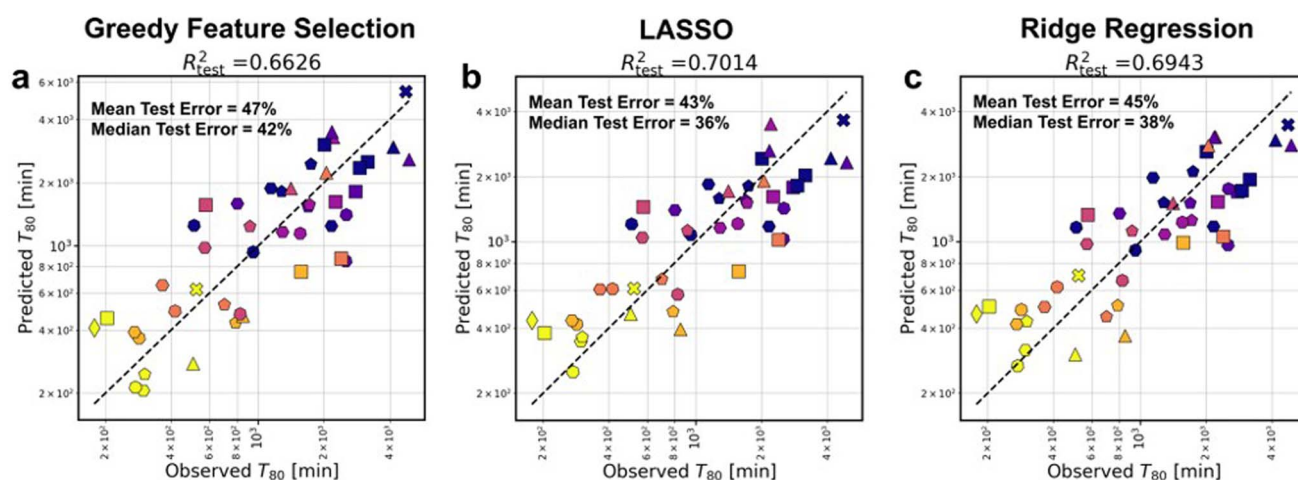 Greedy Feature Selection
R²test =0.6626
a
Mean Test Error = 47%
Median Test Error = 42%
6 × 10³
4 × 10³
2 × 10³
10³
8 × 10²
6 × 10²
4 × 10²
2 × 10²
Predicted T80 [min]
2 × 10²
4 × 10²
6 × 10²
8 × 10²
10³
2 × 10³
4 × 10³
Observed T80 [min]
LASSO
R²test =0.7014
b
Mean Test Error = 43%
Median Test Error = 36%
4 × 10³
2 × 10³
10³
8 × 10²
6 × 10²
4 × 10²
2 × 10²
Predicted T80 [min]
2 × 10²
4 × 10²
6 × 10²
8 × 10²
10³
2 × 10³
4 × 10³
Observed T80 [min]
Ridge Regression
R²test =0.6943
c
Mean Test Error = 45%
Median Test Error = 38%
4 × 10³
2 × 10³
10³
8 × 10²
6 × 10²
4 × 10²
2 × 10²
Predicted T80 [min]
2 × 10²
4 × 10²
6 × 10²
8 × 10²
10³
2 × 10³
4 × 10³
Observed T80 [min]